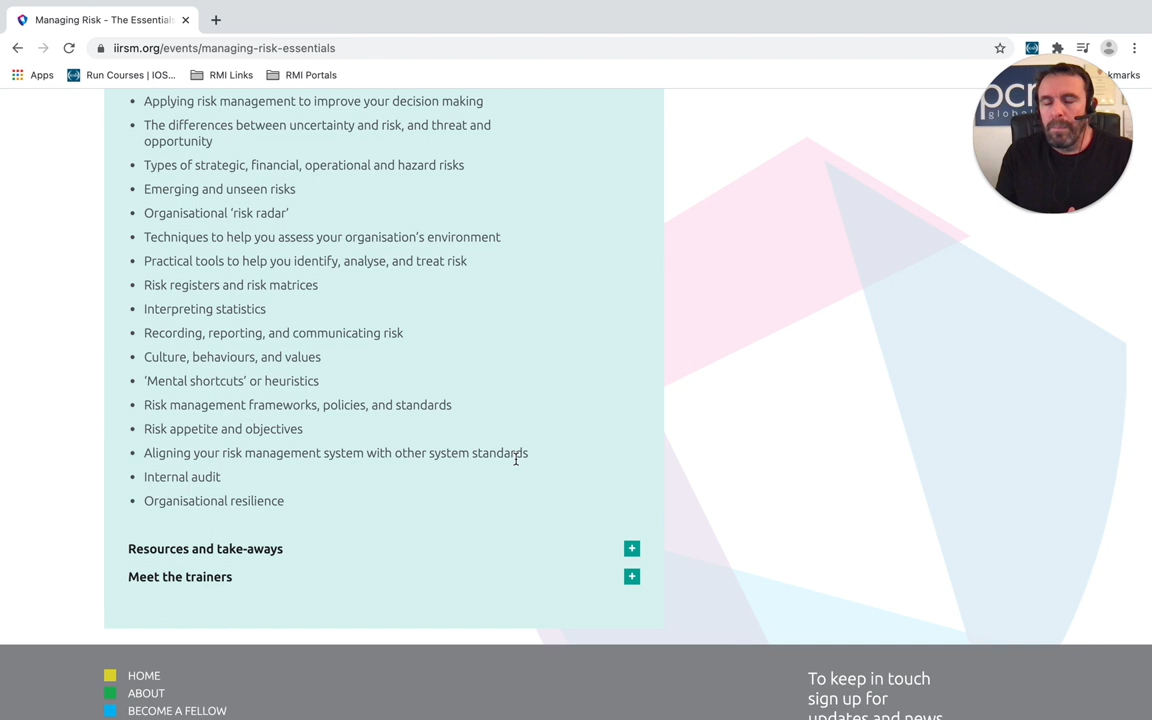 Managing Risk - The Essentials
iirsm.org/events/managing-risk-essentials
Apps
Run Courses | IOS...
RMI Links
RMI Portals
kmarks
pcm
global
Applying risk management to improve your decision making
The differences between uncertainty and risk, and threat and
opportunity
Types of strategic, financial, operational and hazard risks
Emerging and unseen risks
Organisational ‘risk radar’
Techniques to help you assess your organisation’s environment
Practical tools to help you identify, analyse, and treat risk
Risk registers and risk matrices
Interpreting statistics
Recording, reporting, and communicating risk
Culture, behaviours, and values
‘Mental shortcuts’ or heuristics
Risk management frameworks, policies, and standards
Risk appetite and objectives
Aligning your risk management system with other system standards
Internal audit
Organisational resilience
Resources and take-aways
Meet the trainers
HOME
ABOUT
BECOME A FELLOW
To keep in touch
sign up for
updates and news